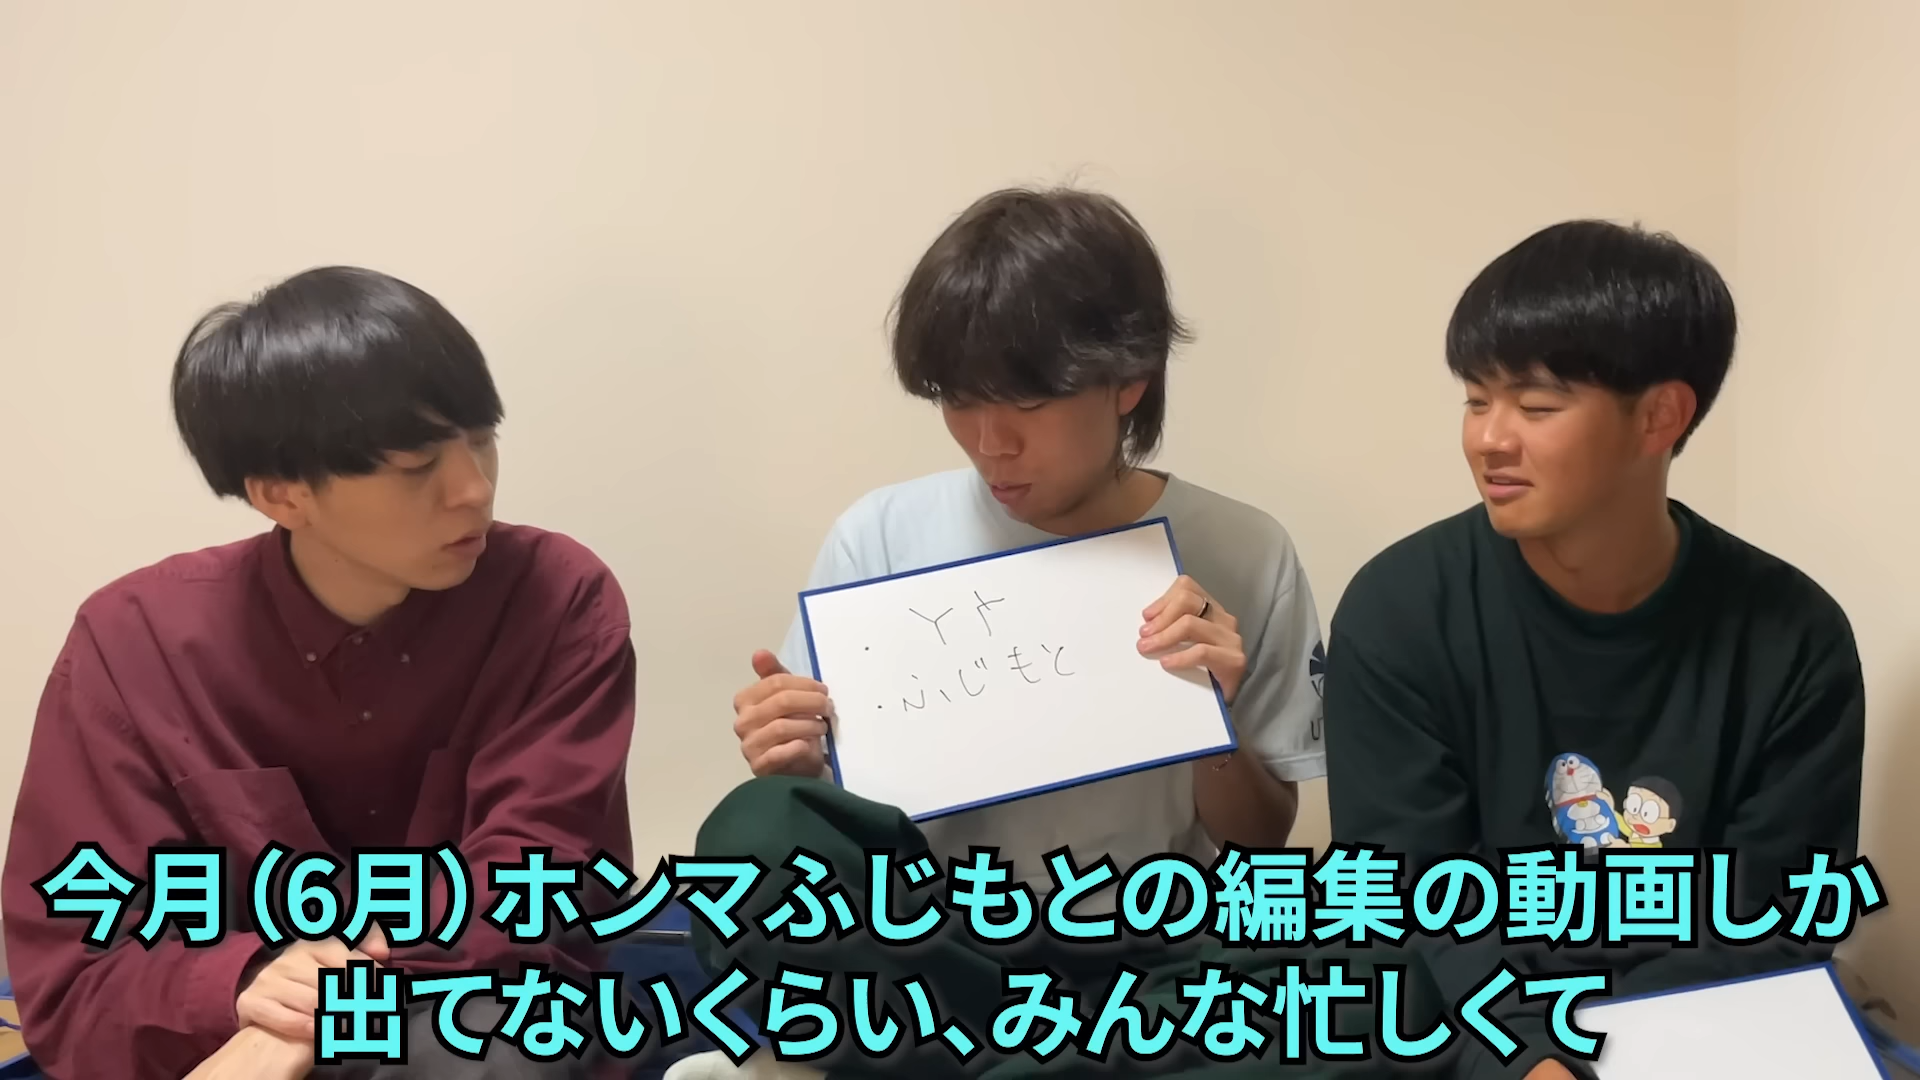 ・YT
・ふじもと
今月(6月)ホンマふじもとの編集の動画しか
出てないくらい、みんな忙しくて